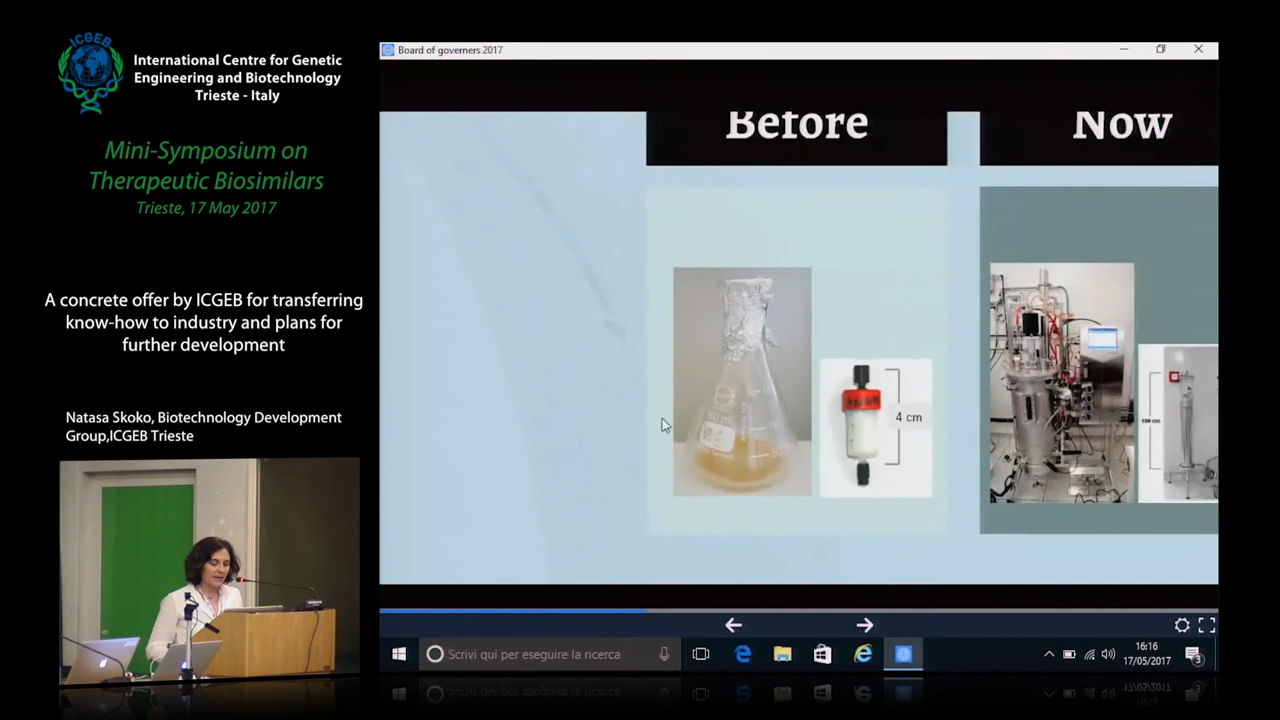 ICGEB
International Centre for Genetic
Engineering and Biotechnology
Trieste - Italy
Mini-Symposium on
Therapeutic Biosimilars
Trieste, 17 May 2017
A concrete offer by ICGEB for transferring
know-how to industry and plans for
further development
Natasa Skoko, Biotechnology Development
Group,ICGEB Trieste
Board of governers 2017
Before
Now
4 cm
100 cm
Scrivi qui per eseguire la ricerca
16:16
17/05/2017
3